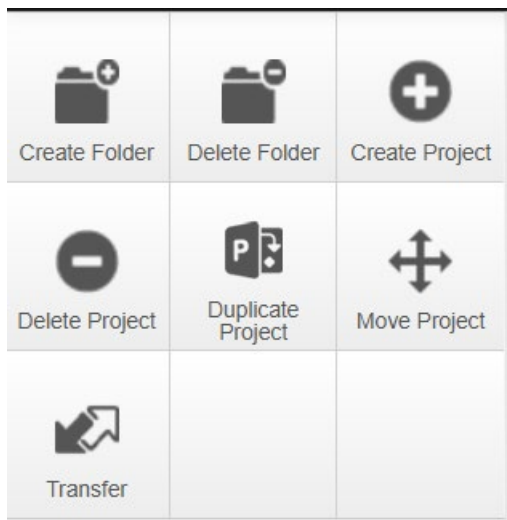 Create Folder
Delete Folder
Create Project
Delete Project
P
Duplicate
Project
Move Project
Transfer